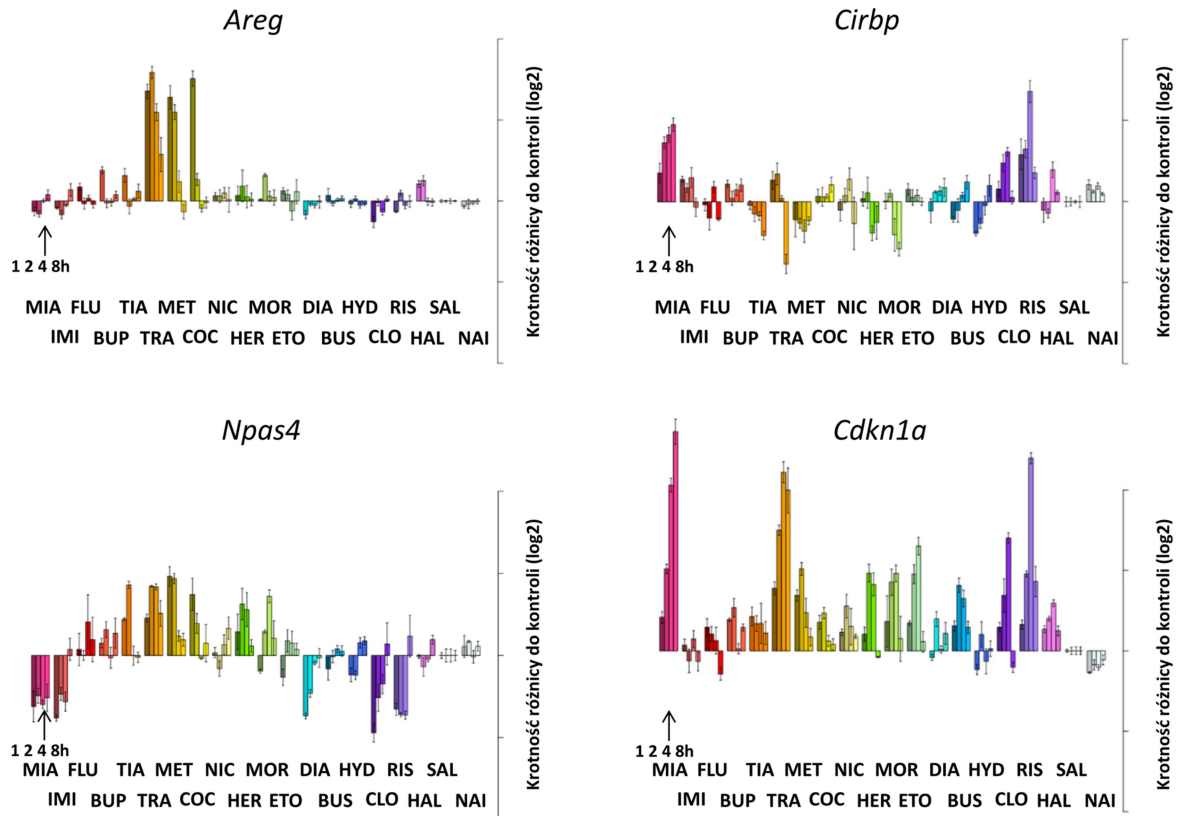 Areg
Krotność różnicy do kontroli (log2)
1 2 4 8h
MIA FLU TIA MET NIC MOR DIA HYD RIS SAL
IMI BUP TRA COC HER ETO BUS CLO HAL NAI
Cirbp
Krotność różnicy do kontroli (log2)
1 2 4 8h
MIA FLU TIA MET NIC MOR DIA HYD RIS SAL
IMI BUP TRA COC HER ETO BUS CLO HAL NAI
Npas4
Krotność różnicy do kontroli (log2)
1 2 4 8h
MIA FLU TIA MET NIC MOR DIA HYD RIS SAL
IMI BUP TRA COC HER ETO BUS CLO HAL NAI
Cdkn1a
Krotność różnicy do kontroli (log2)
1 2 4 8h
MIA FLU TIA MET NIC MOR DIA HYD RIS SAL
IMI BUP TRA COC HER ETO BUS CLO HAL NAI